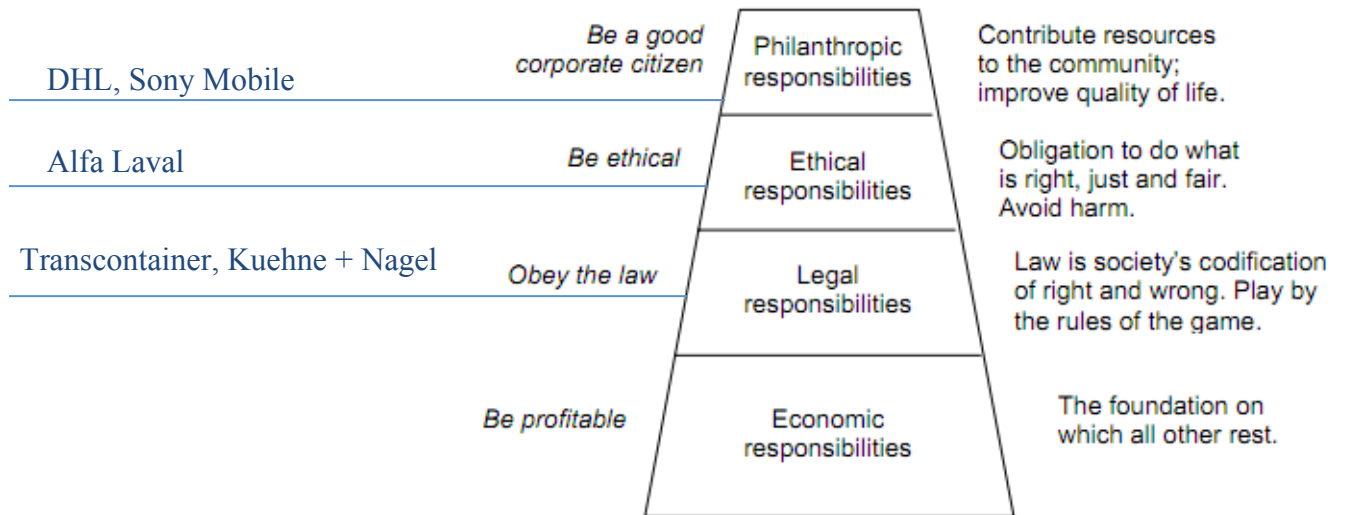 Be a good
corporate citizen
Philanthropic
responsibilities
Contribute resources
to the community;
improve quality of life.
DHL, Sony Mobile
Alfa Laval
Be ethical
Ethical
responsibilities
Obligation to do what
is right, just and fair.
Avoid harm.
Transcontainer, Kuehne + Nagel
Obey the law
Legal
responsibilities
Law is society's codification
of right and wrong. Play by
the rules of the game.
Be profitable
Economic
responsibilities
The foundation on
which all other rest.